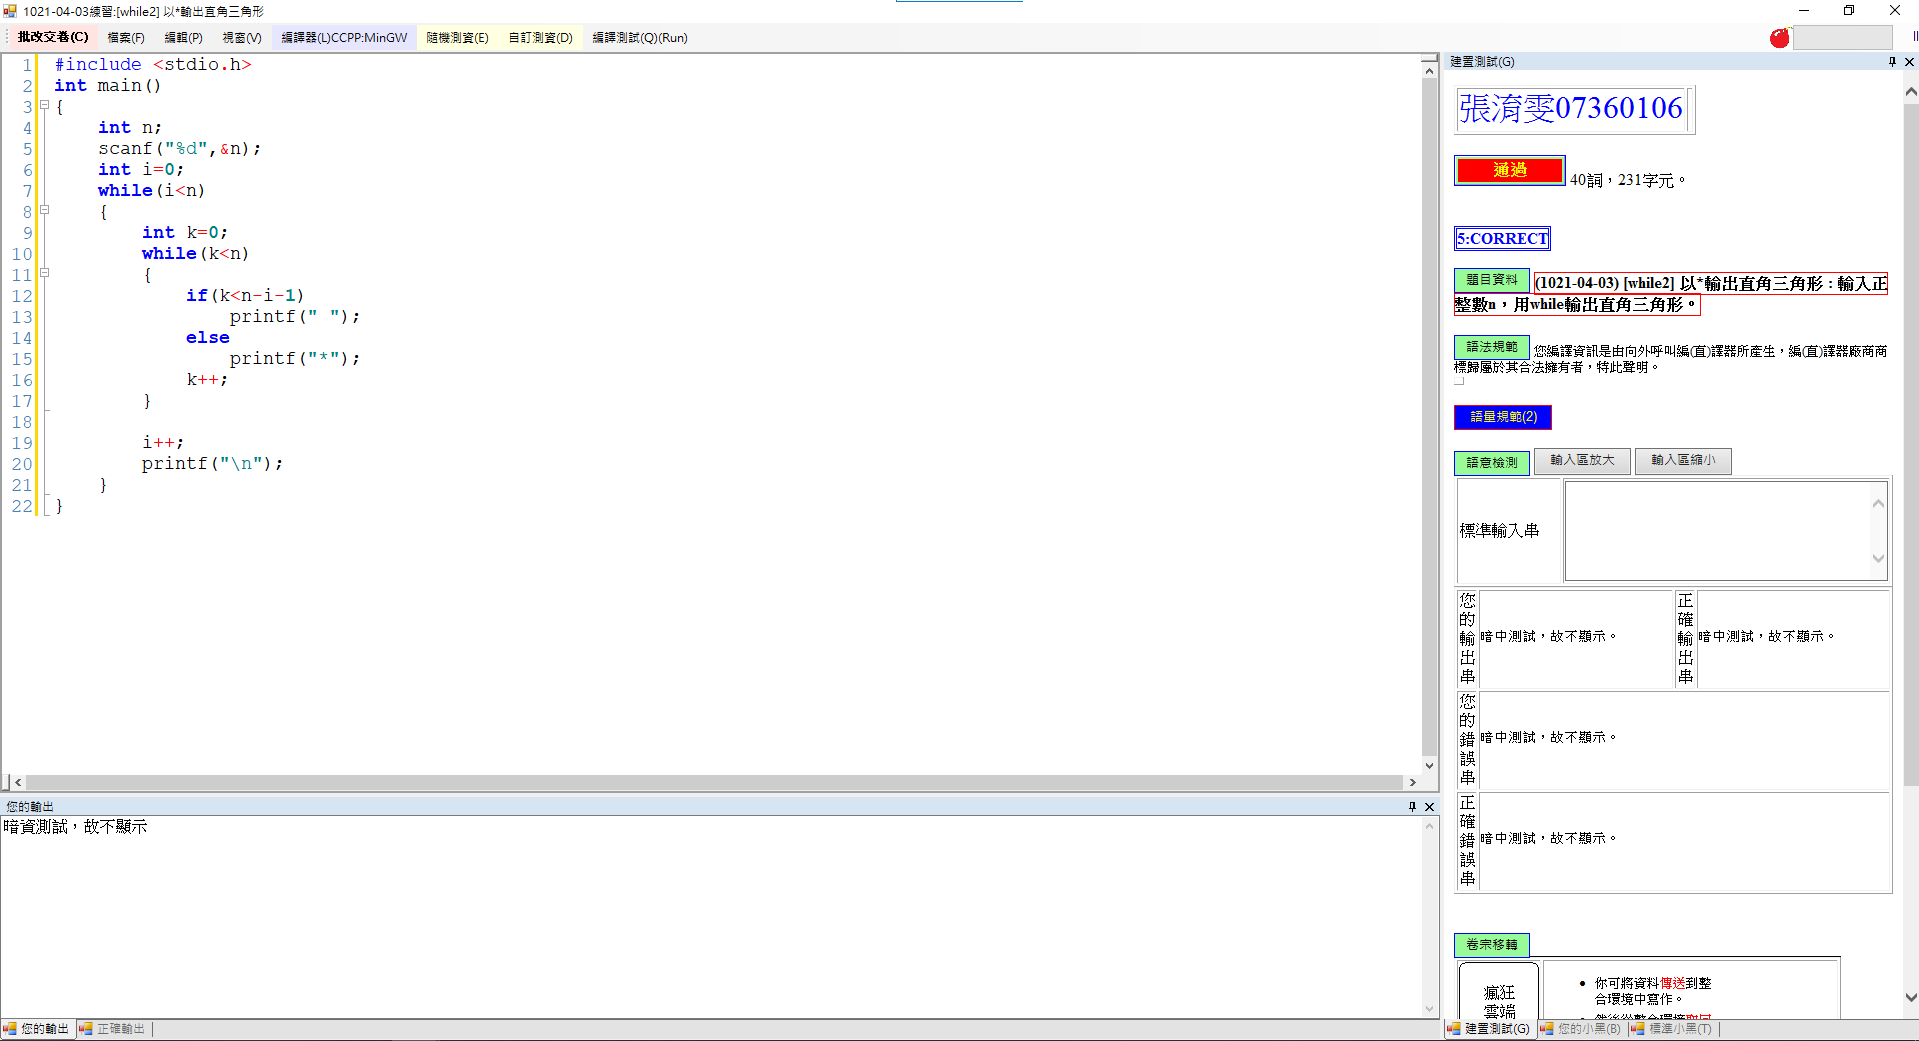 1021-04-03練習:[while2] 以*輸出直角三角形
批改交卷(C) 檔案(F) 編輯(P) 視窗(V) 編譯器(L)CCPP:MinGW 隨機測資(E) 自訂測資(D) 編譯測試(Q)(Run)
1 #include <stdio.h>
2 int main()
3 {
4 int n;
5 scanf("%d",&n);
6 int i=0;
7 while(i<n)
8 {
9 int k=0;
10 while(k<n)
11 {
12 if(k<n-i-1)
13 printf(" ");
14 else
15 printf("*");
16 k++;
17 }
18
19 i++;
20 printf("\n");
21 }
22 }
您的輸出
暗資測試，故不顯示
您的輸出 正確輸出
建置測試(G)
張淯雯07360106
通過 40詞，231字元。
5:CORRECT
題目資料 (1021-04-03) [while2] 以*輸出直角三角形：輸入正
整數n，用while輸出直角三角形。
語法規範 您編譯資訊是由向外呼叫編(直)譯器所產生，編(直)譯器廠商商
標歸屬於其合法擁有者，特此聲明。
語量規範(2)
語意檢測 輸入區放大 輸入區縮小
標準輸入串
您的輸出串 暗中測試，故不顯示。 正確輸出串 暗中測試，故不顯示。
您的錯誤串 暗中測試，故不顯示。
正確錯誤串 暗中測試，故不顯示。
卷宗移轉
瘋狂
雲端
• 你可將資料傳送到整
合環境中寫作。
建置測試(G) 您的小黑(B) 標準小黑(T)